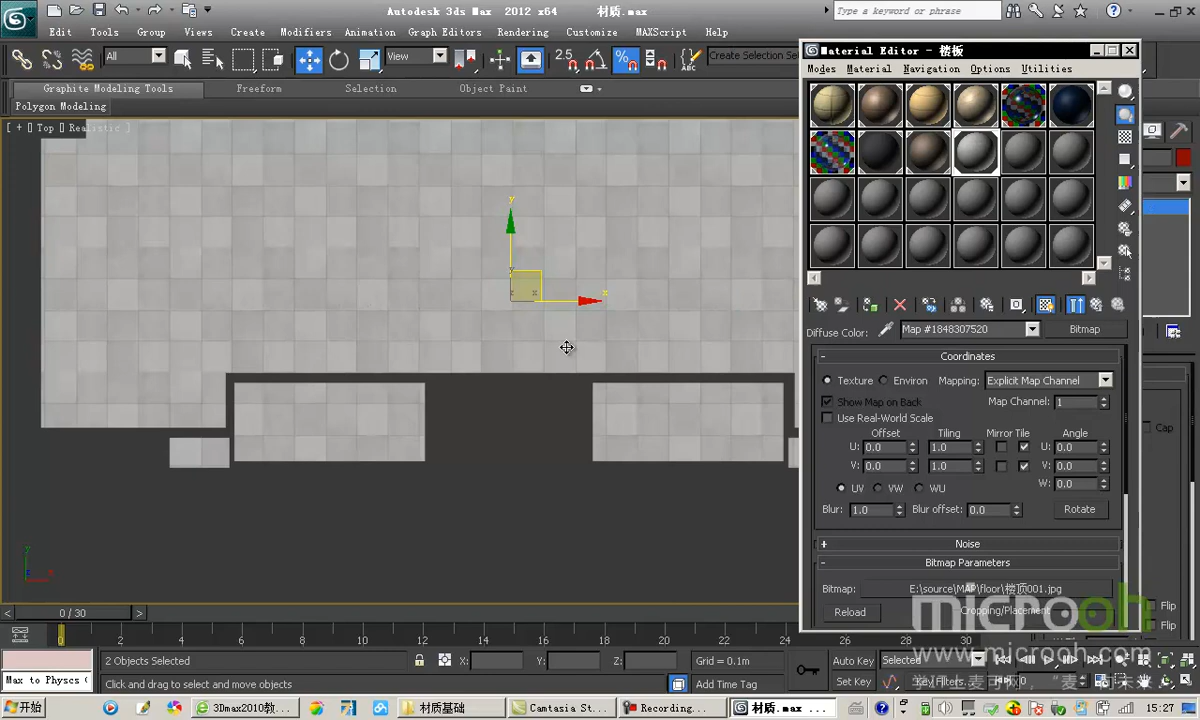 Autodesk 3ds Max  2012 x64    材质.max
Type a keyword or phrase
Edit Tools Group Views Create Modifiers Animation Graph Editors Rendering Customize MAXScript Help
All View 2.5 Create Selection Se
Graphite Modeling Tools Freeform Selection Object Paint
Polygon Modeling
[ + [] Top [] Realistic ]
y
x
Material Editor - 楼板
Modes Material Navigation Options Utilities
Diffuse Color: Map #1848307520 Bitmap
- Coordinates
Texture Environ Mapping: Explicit Map Channel
Show Map on Back Map Channel: 1
Use Real-World Scale
Offset Tiling Mirror Tile Angle
U: 0.0 1.0 U: 0.0
V: 0.0 1.0 V: 0.0
W: 0.0
UV VW WU
Blur: 1.0 Blur offset: 0.0 Rotate
+ Noise
- Bitmap Parameters
Bitmap: E:\source\MAP\floor\楼顶001.jpg
Reload Cropping/Placement
Cap
Flip
Flip
microoh
www.microoh.com
< 0 / 30 >
0 2 4 6 8 10 12 14 16 18 20 22 24 26 28 30
2 Objects Selected X: Y: Z: Grid = 0.1m Auto Key Selected
Max to Physcs ( Click and drag to select and move objects Add Time Tag Set Key 0
开始 3Dmax2010教... 材质基础 Camtasia St... Recording... 材质.max ... 15:27